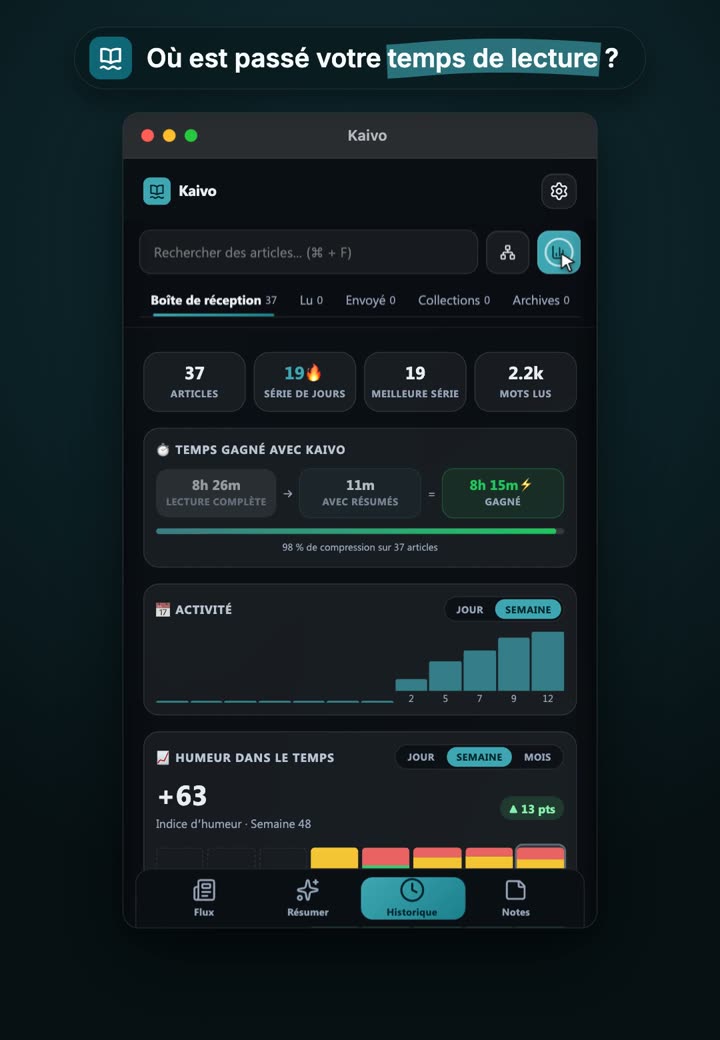 Où est passé votre temps de lecture ?
Kaivo
Kaivo
Rechercher des articles... (⌘ + F)
Boîte de réception 37 Lu 0 Envoyé 0 Collections 0 Archives 0
37 19🔥 19 2.2k
ARTICLES SÉRIE DE JOURS MEILLEURE SÉRIE MOTS LUS
⏱️ TEMPS GAGNÉ AVEC KAIVO
8h 26m → 11m = 8h 15m⚡
LECTURE COMPLÈTE AVEC RÉSUMÉS GAGNÉ
98 % de compression sur 37 articles
📅 ACTIVITÉ JOUR SEMAINE
2 5 7 9 12
📈 HUMEUR DANS LE TEMPS JOUR SEMAINE MOIS
+63
▲ 13 pts
Indice d’humeur · Semaine 48
Flux Résumer Historique Notes